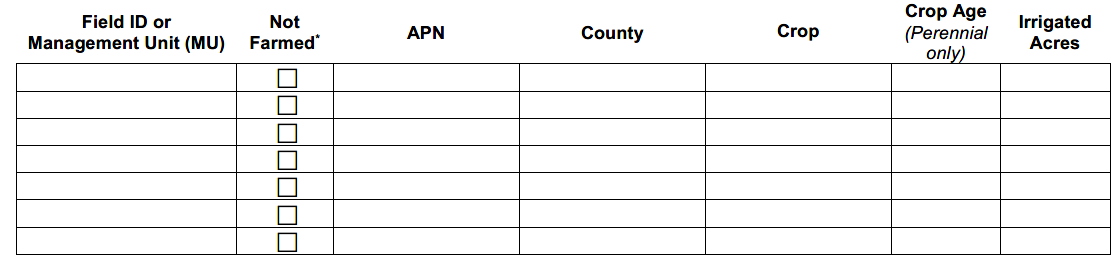 Field ID or
Management Unit (MU)
Not
Farmed*
APN
County
Crop
Crop Age
(Perennial
only)
Irrigated
Acres